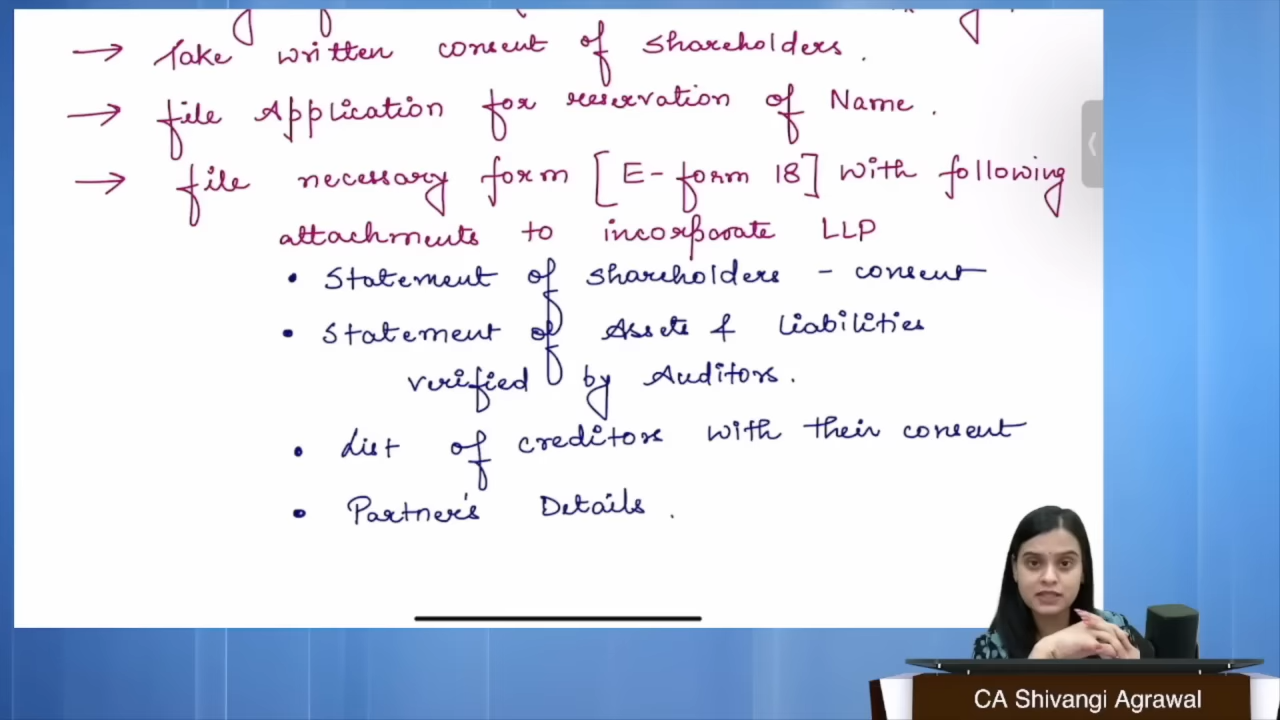 → Take written consent of shareholders.
→ file Application for reservation of Name.
→ file necessary form [E-form 18] with following
attachments to incorporate LLP
• Statement of shareholders - consent
• Statement of Assets & liabilities
verified by Auditors.
• List of creditors with their consent
• Partner's Details.
CA Shivangi Agrawal